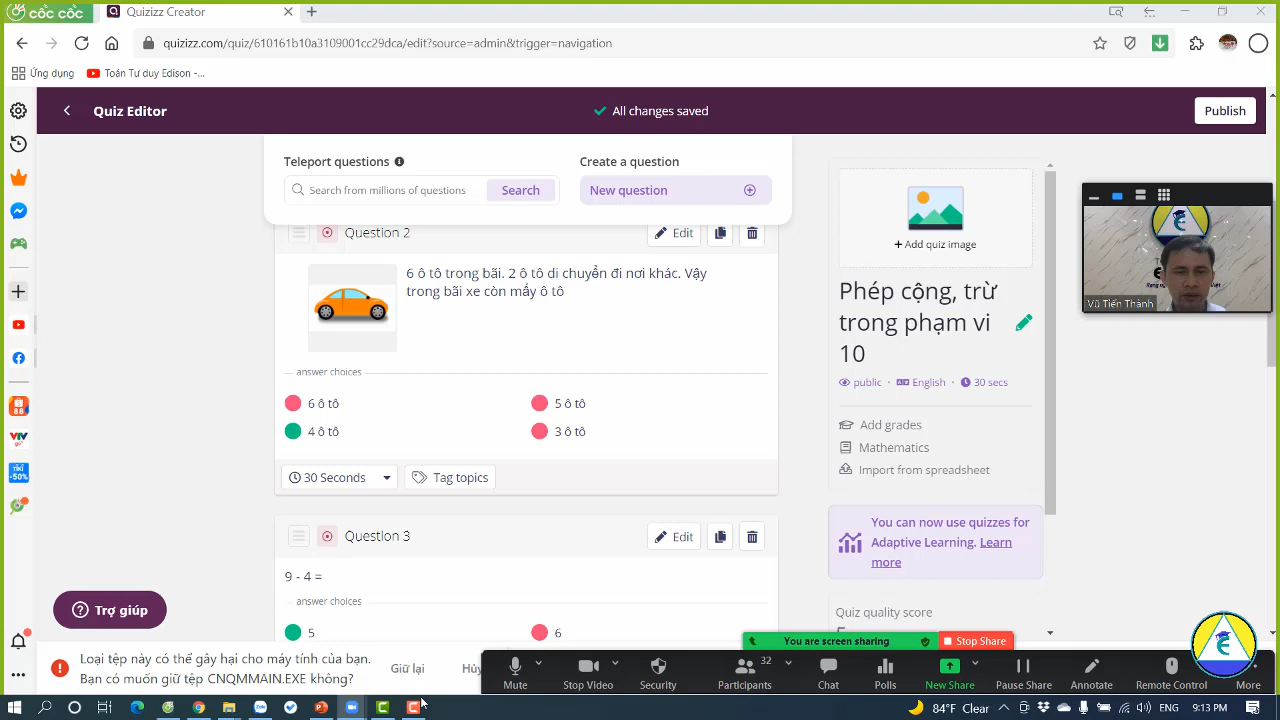 cốc cốc
Quizizz Creator
quizizz.com/quiz/610161b10a3109001cc29dca/edit?source=admin&trigger=navigation
Ứng dụng
Toán Tư duy Edison -...
Quiz Editor
All changes saved
Publish
Teleport questions
Create a question
Search from millions of questions
Search
New question
Question 2
Edit
6 ô tô trong bãi. 2 ô tô di chuyển đi nơi khác. Vậy
trong bãi xe còn mấy ô tô
answer choices
6 ô tô
5 ô tô
4 ô tô
3 ô tô
30 Seconds
Tag topics
Question 3
Edit
9 - 4 =
answer choices
5
6
+ Add quiz image
Phép cộng, trừ
trong phạm vi
10
public
English
30 secs
Add grades
Mathematics
Import from spreadsheet
You can now use quizzes for
Adaptive Learning. Learn
more
Quiz quality score
Vũ Tiến Thành
8.8
VTV
go
TIKI
-50%
Trợ giúp
Loại tệp này có thể gây hại cho máy tính của bạn.
Bạn có muốn giữ tệp CNQMMAIN.EXE không?
Giữ lại
You are screen sharing
Stop Share
Mute
Stop Video
Security
32
Participants
Chat
Polls
New Share
Pause Share
Annotate
Remote Control
More
84°F Clear
ENG
9:13 PM